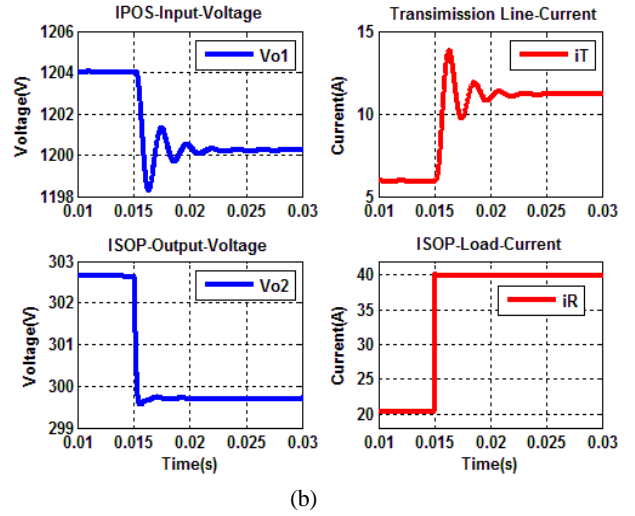 IPOS-Input-Voltage
1206
1204
1202
1200
1198
Voltage(V)
Vo1
0.01 0.015 0.02 0.025 0.03
Transimission Line-Current
15
10
5
Current(A)
iT
0.01 0.015 0.02 0.025 0.03
ISOP-Output-Voltage
303
302
301
300
299
Voltage(V)
Vo2
0.01 0.015 0.02 0.025 0.03
Time(s)
ISOP-Load-Current
40
35
30
25
20
Current(A)
iR
0.01 0.015 0.02 0.025 0.03
Time(s)
(b)